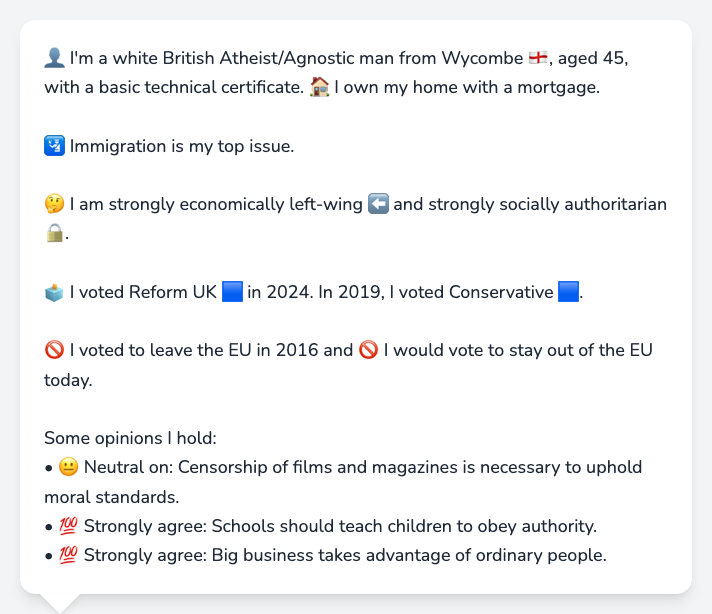 👤 I'm a white British Atheist/Agnostic man from Wycombe 🏴󠁧󠁢󠁥󠁮󠁧󠁿, aged 45,
with a basic technical certificate. 🏠 I own my home with a mortgage.
🛂 Immigration is my top issue.
🤔 I am strongly economically left-wing ⬅️ and strongly socially authoritarian
🔒.
🗳️ I voted Reform UK 🟦 in 2024. In 2019, I voted Conservative 🟦.
🚫 I voted to leave the EU in 2016 and 🚫 I would vote to stay out of the EU
today.
Some opinions I hold:
• 😐 Neutral on: Censorship of films and magazines is necessary to uphold
moral standards.
• 💯 Strongly agree: Schools should teach children to obey authority.
• 💯 Strongly agree: Big business takes advantage of ordinary people.